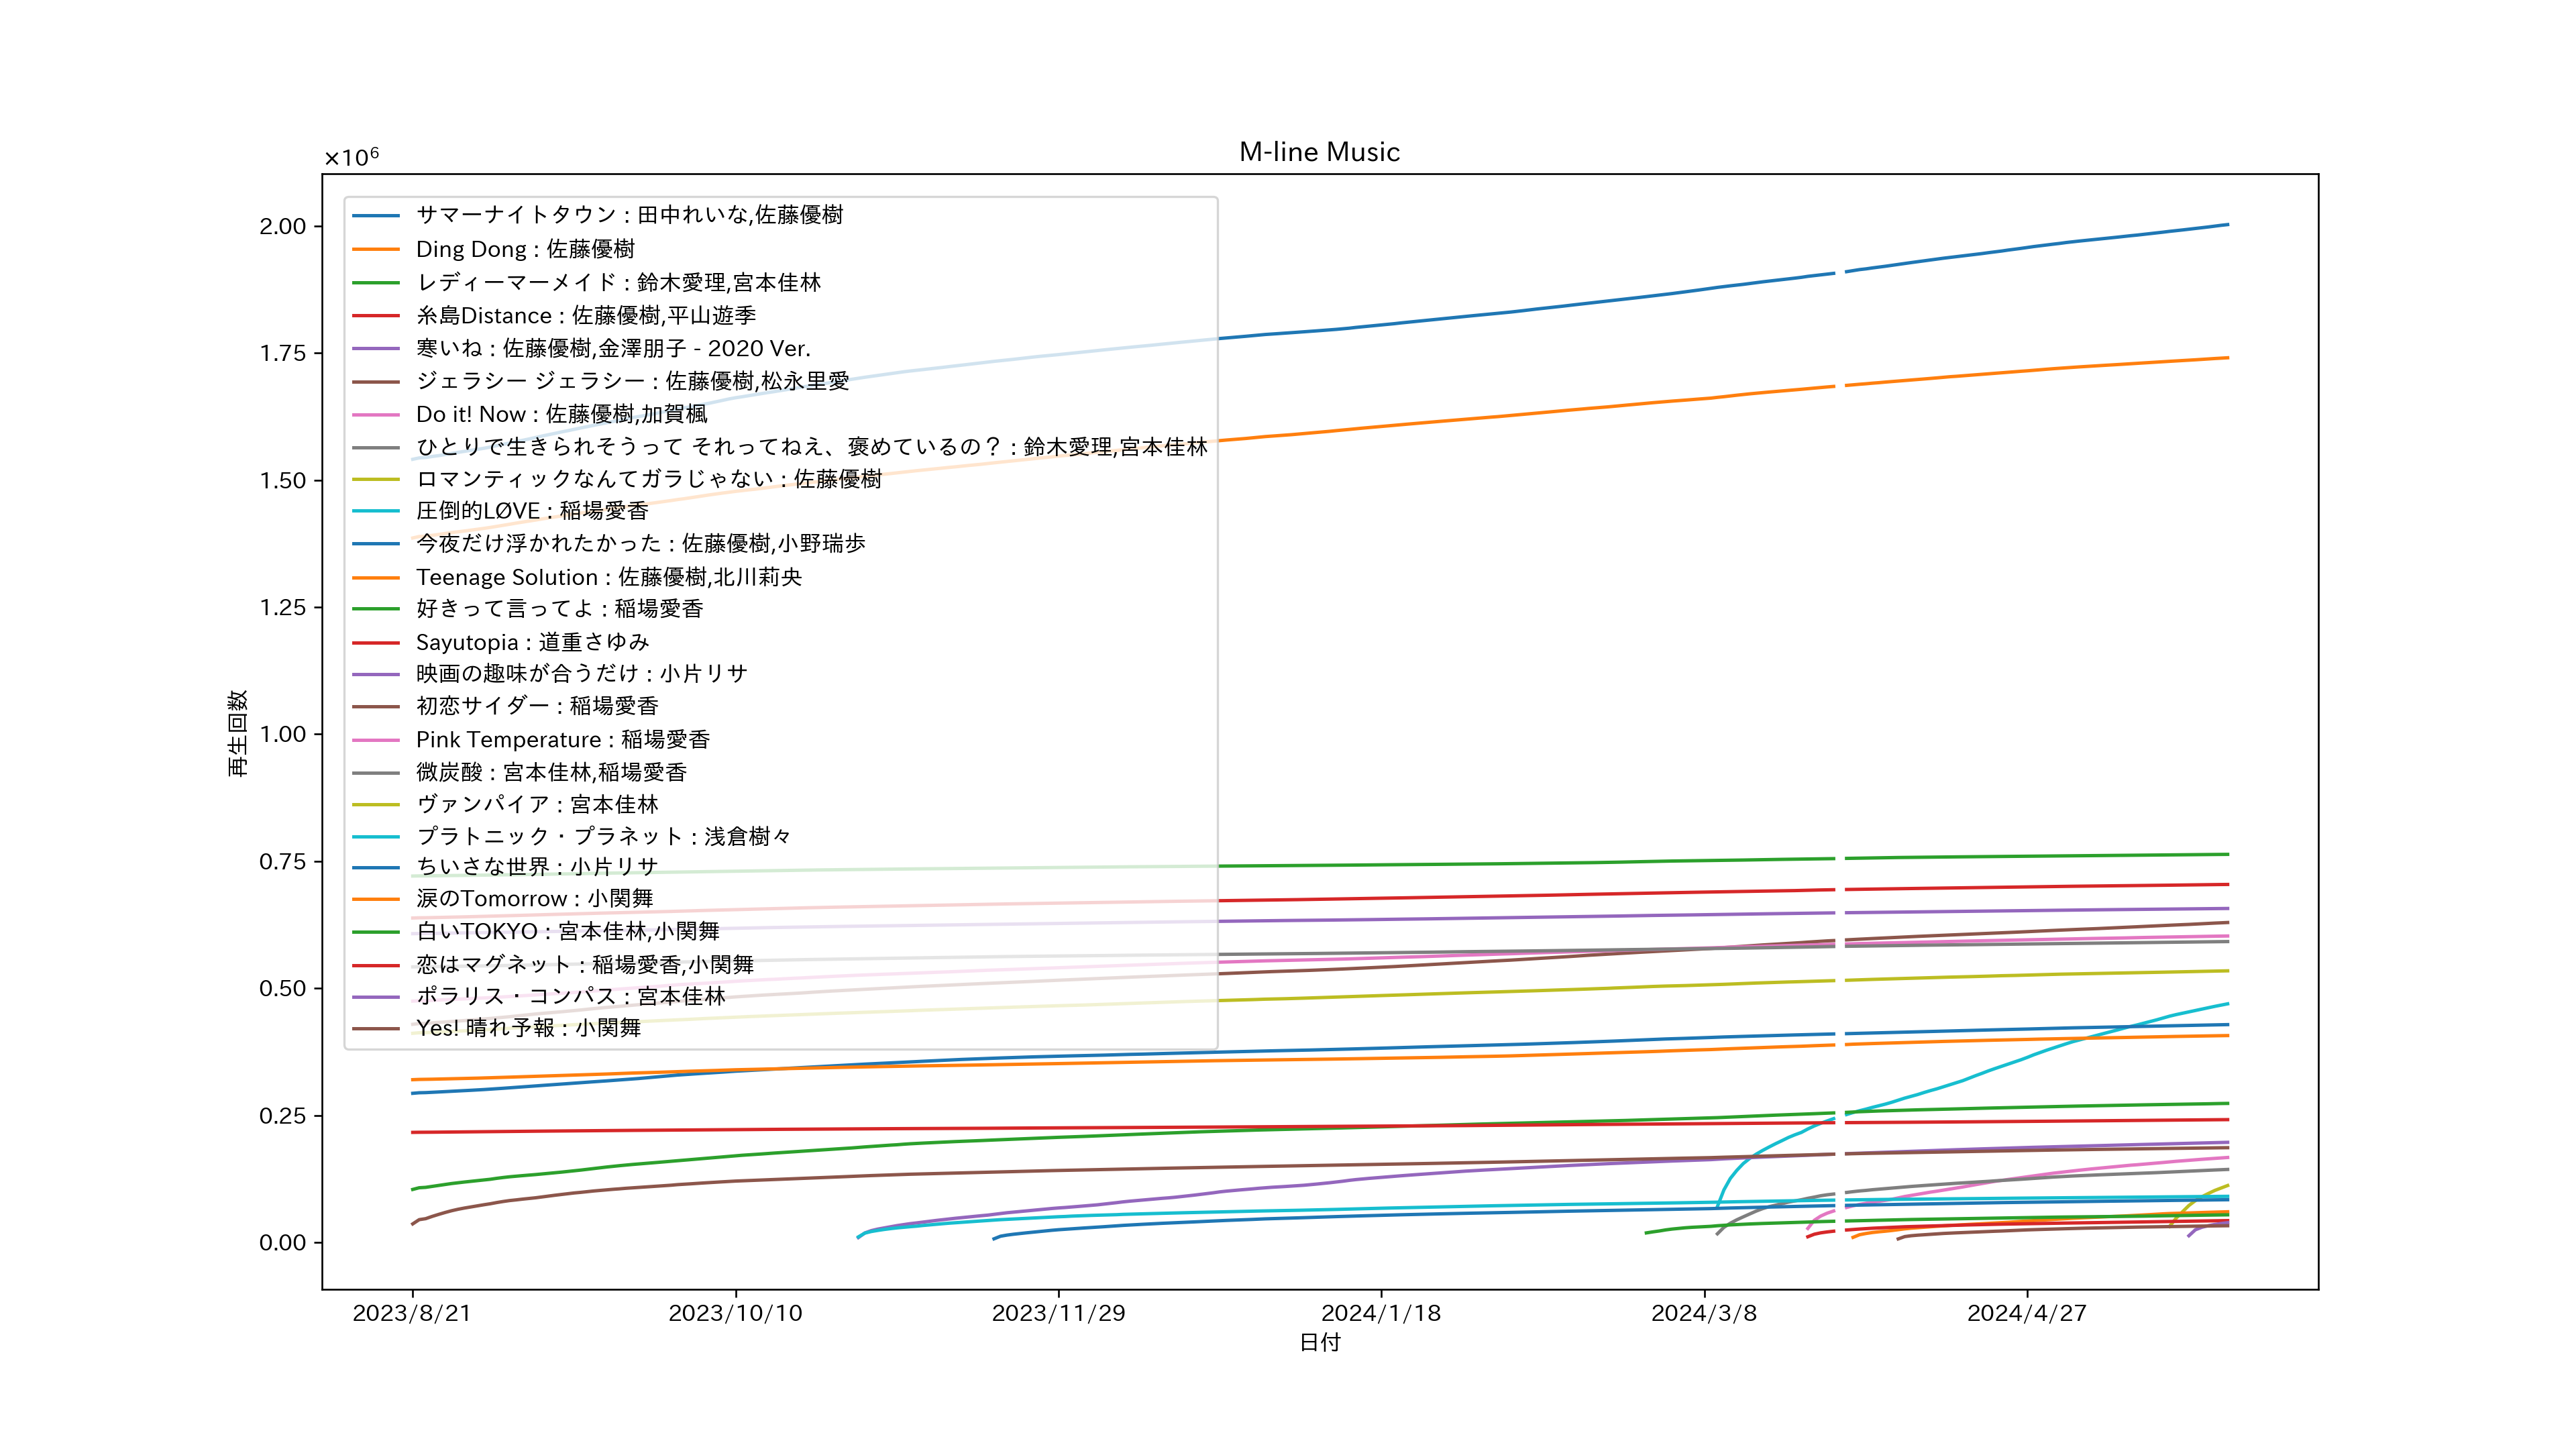 M-line Music
×10⁶
2.00
1.75
1.50
1.25
1.00
0.75
0.50
0.25
0.00
再生回数
サマーナイトタウン : 田中れいな,佐藤優樹
Ding Dong : 佐藤優樹
レディーマーメイド : 鈴木愛理,宮本佳林
糸島Distance : 佐藤優樹,平山遊季
寒いね : 佐藤優樹,金澤朋子 - 2020 Ver.
ジェラシー ジェラシー : 佐藤優樹,松永里愛
Do it! Now : 佐藤優樹,加賀楓
ひとりで生きられそうって それってねえ、褒めているの？ : 鈴木愛理,宮本佳林
ロマンティックなんてガラじゃない : 佐藤優樹
圧倒的LØVE : 稲場愛香
今夜だけ浮かれたかった : 佐藤優樹,小野瑞歩
Teenage Solution : 佐藤優樹,北川莉央
好きって言ってよ : 稲場愛香
Sayutopia : 道重さゆみ
映画の趣味が合うだけ : 小片リサ
初恋サイダー : 稲場愛香
Pink Temperature : 稲場愛香
微炭酸 : 宮本佳林,稲場愛香
ヴァンパイア : 宮本佳林
プラトニック・プラネット : 浅倉樹々
ちいさな世界 : 小片リサ
涙のTomorrow : 小関舞
白いTOKYO : 宮本佳林,小関舞
恋はマグネット : 稲場愛香,小関舞
ポラリス・コンパス : 宮本佳林
Yes! 晴れ予報 : 小関舞
2023/8/21
2023/10/10
2023/11/29
2024/1/18
2024/3/8
2024/4/27
日付